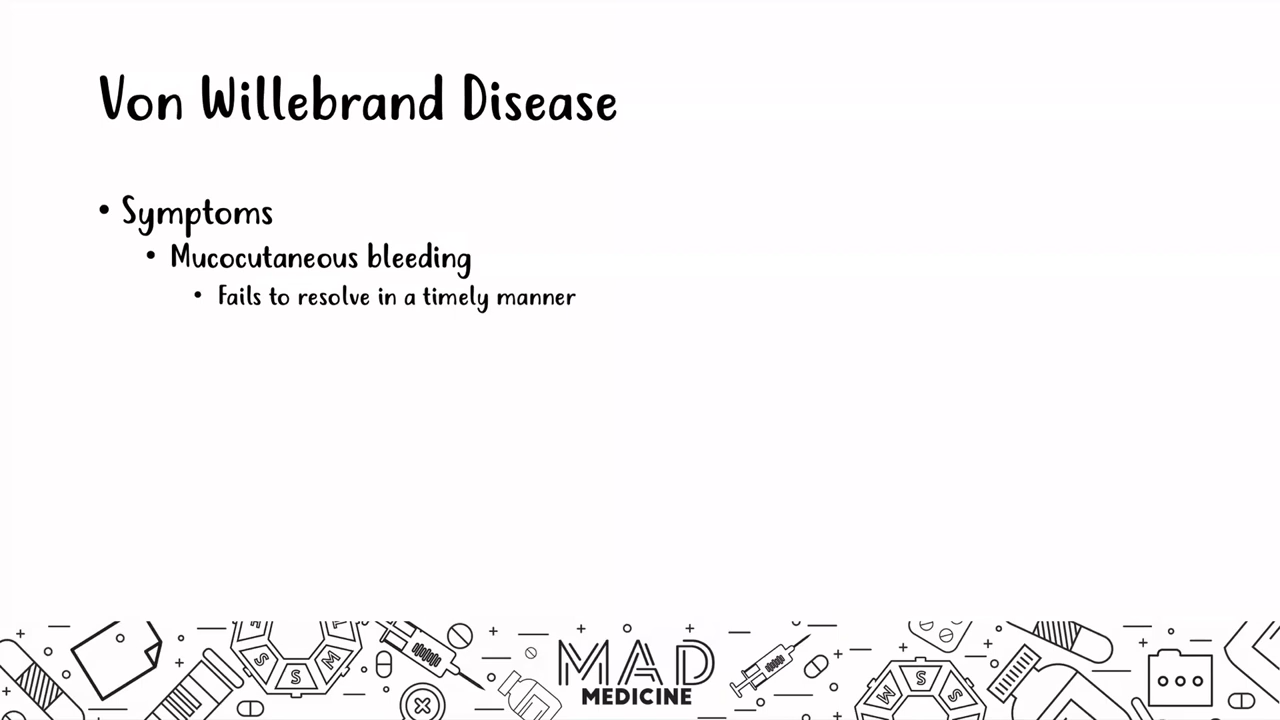 Von Willebrand Disease
• Symptoms
• Mucocutaneous bleeding
• Fails to resolve in a timely manner
S
S
M
MAD
MEDICINE
M
S
S